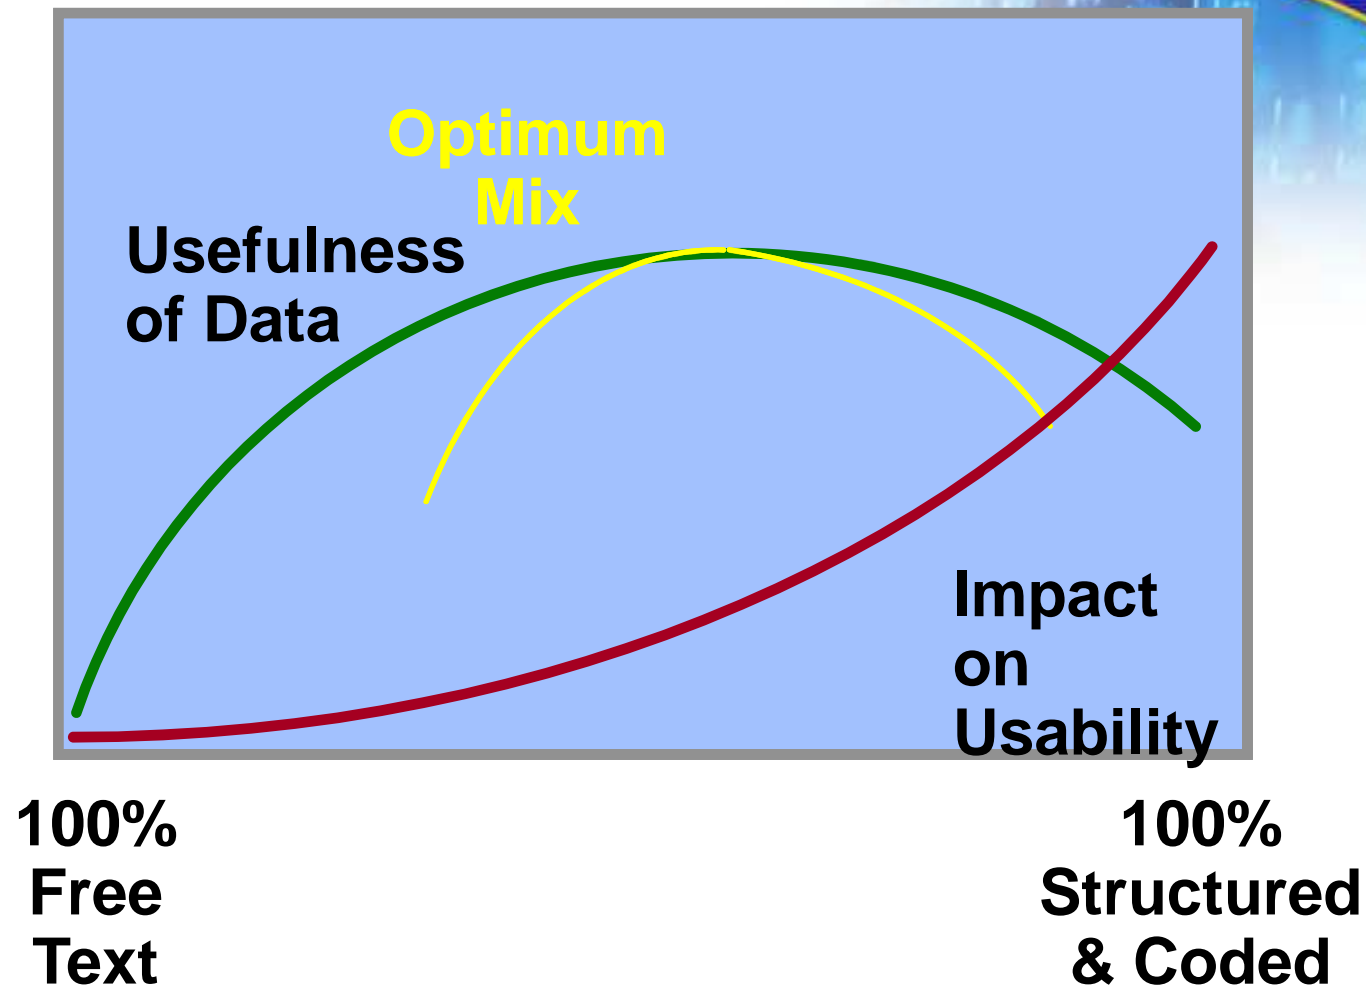 Optimum
Mix
Usefulness
of Data
Impact
on
Usability
100%
Free
Text
100%
Structured
& Coded